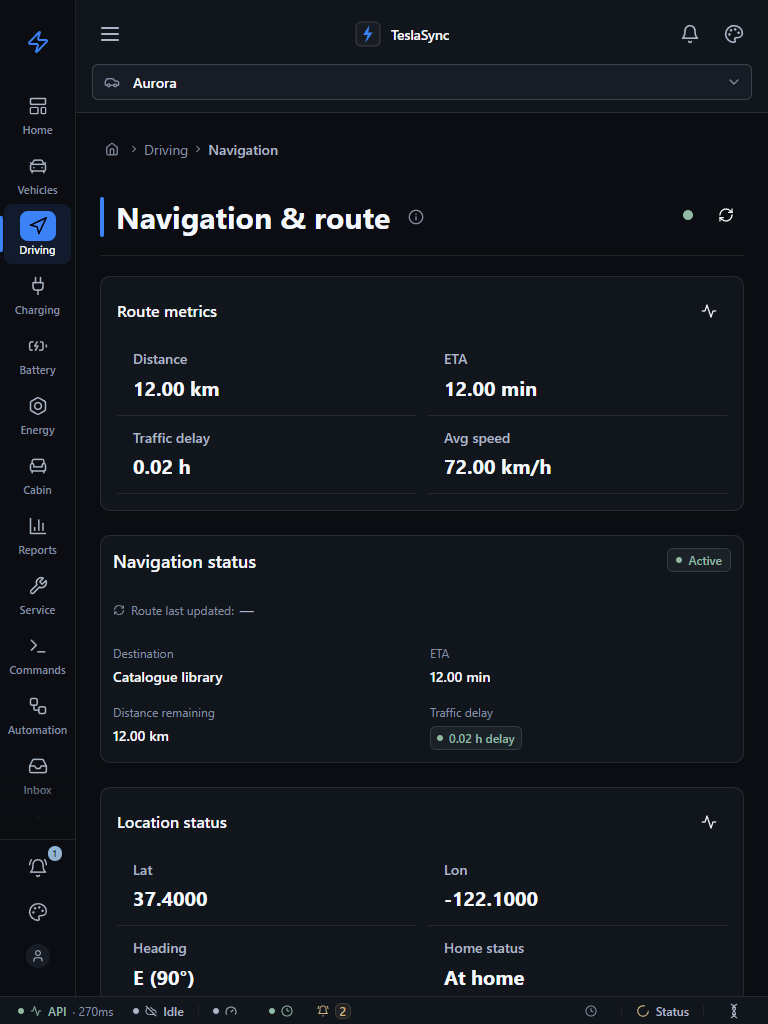 TeslaSync
Aurora
Home
Vehicles
Driving
Charging
Battery
Energy
Cabin
Reports
Service
Commands
Automation
Inbox
1
Driving > Navigation
Navigation & route
Route metrics
Distance
12.00 km
ETA
12.00 min
Traffic delay
0.02 h
Avg speed
72.00 km/h
Navigation status
Active
Route last updated: —
Destination
Catalogue library
ETA
12.00 min
Distance remaining
12.00 km
Traffic delay
0.02 h delay
Location status
Lat
37.4000
Lon
-122.1000
Heading
E (90°)
Home status
At home
API · 270ms
Idle
2
Status